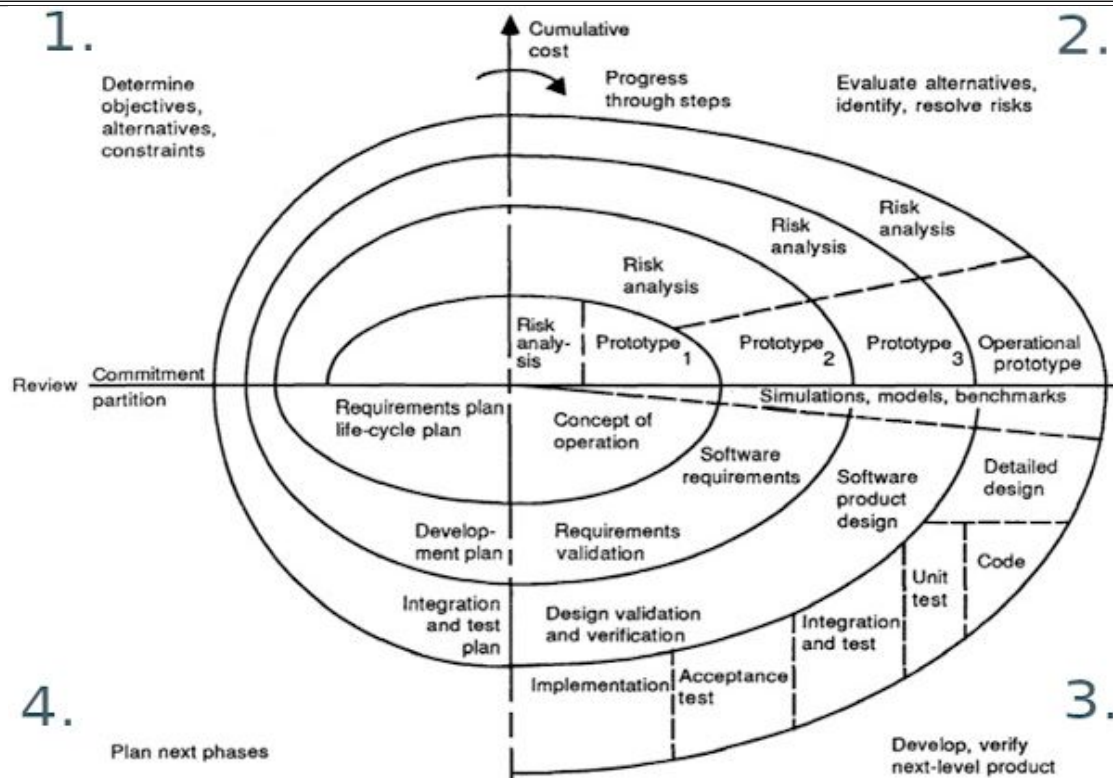 1.
Cumulative
cost
2.
Determine
objectives,
alternatives,
constraints
Progress
through steps
Evaluate alternatives,
identify, resolve risks
Risk
analysis
Risk
analysis
Risk
analysis
Risk
analy-
sis
Prototype
1
Prototype
2
Prototype
3
Operational
prototype
Review
Commitment
partition
Simulations, models, benchmarks
Requirements plan
life-cycle plan
Concept of
operation
Software
requirements
Software
product
design
Detailed
design
Develop-
ment plan
Requirements
validation
Unit
test
Code
Integration
and test
plan
Design validation
and verification
Integration
and test
Implementation
Acceptance
test
4.
3.
Plan next phases
Develop, verify
next-level product